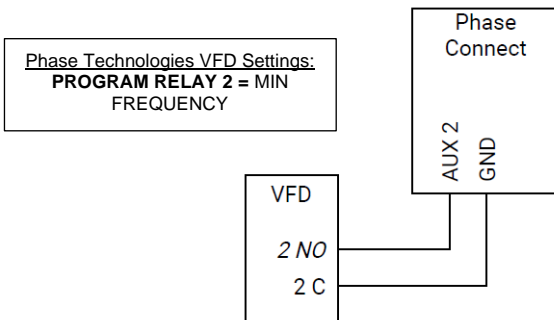 Phase Technologies VFD Settings:
PROGRAM RELAY 2 = MIN
FREQUENCY
Phase
Connect
AUX 2
GND
VFD
2 NO
2 C